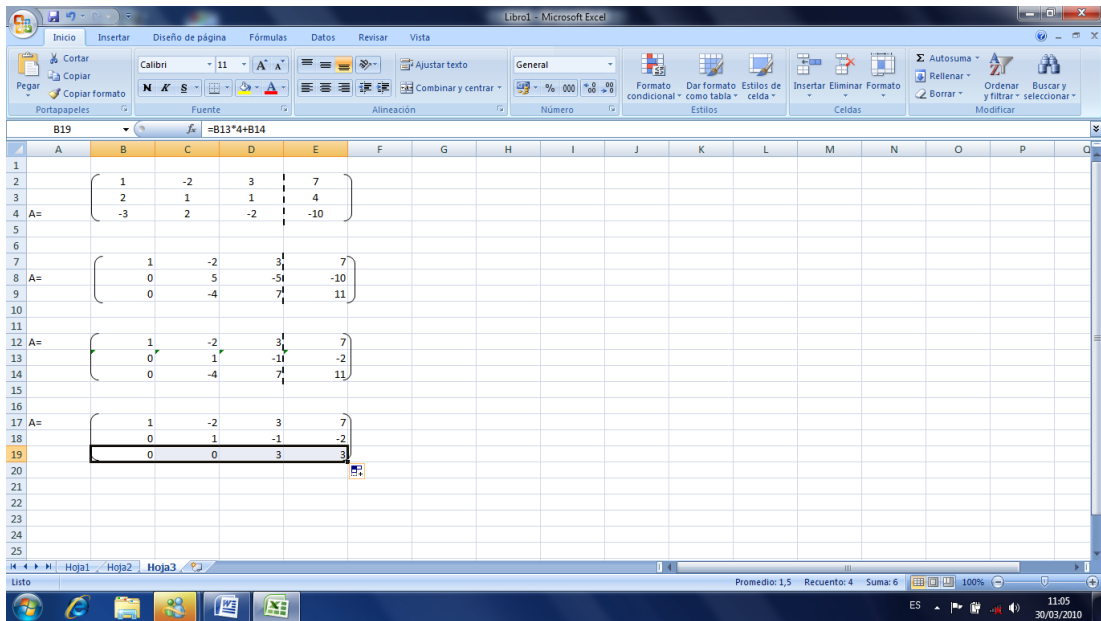 Libro1 - Microsoft Excel
Inicio Insertar Diseño de página Fórmulas Datos Revisar Vista
Pegar Cortar Copiar Copiar formato
Calibri 11 A A
N K S A
Ajustar texto
Combinar y centrar
General
% 000
Formato condicional Dar formato como tabla Estilos de celda
Insertar Eliminar Formato
Σ Autosuma Rellenar Borrar
Ordenar y filtrar Buscar y seleccionar
Portapapeles Fuente Alineación Número Estilos Celdas Modificar
B19 fx =B13*4+B14
A B C D E F G H I J K L M N O P Q
1
2 1 -2 3 7
3 2 1 1 4
4 A= -3 2 -2 -10
5
6
7 1 -2 3 7
8 A= 0 5 -5 -10
9 0 -4 7 11
10
11
12 A= 1 -2 3 7
13 0 1 -1 -2
14 0 -4 7 11
15
16
17 A= 1 -2 3 7
18 0 1 -1 -2
19 0 0 3 3
20
21
22
23
24
25
Hoja1 Hoja2 Hoja3
Listo Promedio: 1,5 Recuento: 4 Suma: 6 100%
ES 11:05
30/03/2010